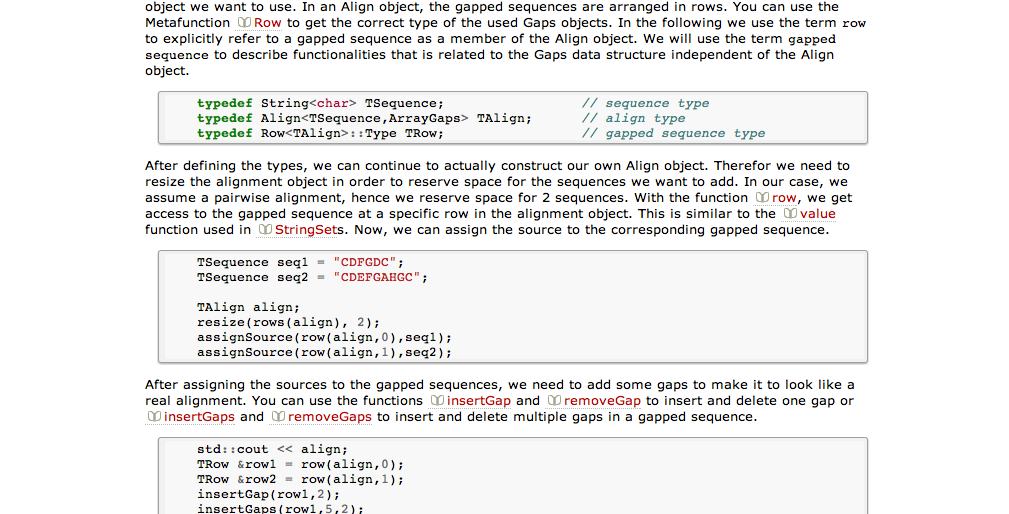 object we want to use. In an Align object, the gapped sequences are arranged in rows. You can use the
Metafunction Row to get the correct type of the used Gaps objects. In the following we use the term row
to explicitly refer to a gapped sequence as a member of the Align object. We will use the term gapped
sequence to describe functionalities that is related to the Gaps data structure independent of the Align
object.
typedef String<char> TSequence; // sequence type
typedef Align<TSequence,ArrayGaps> TAlign; // align type
typedef Row<TAlign>::Type TRow; // gapped sequence type
After defining the types, we can continue to actually construct our own Align object. Therefor we need to
resize the alignment object in order to reserve space for the sequences we want to add. In our case, we
assume a pairwise alignment, hence we reserve space for 2 sequences. With the function row, we get
access to the gapped sequence at a specific row in the alignment object. This is similar to the value
function used in StringSets. Now, we can assign the source to the corresponding gapped sequence.
TSequence seq1 = "CDFGDC";
TSequence seq2 = "CDEFGAHGC";
TAlign align;
resize(rows(align), 2);
assignSource(row(align,0),seq1);
assignSource(row(align,1),seq2);
After assigning the sources to the gapped sequences, we need to add some gaps to make it to look like a
real alignment. You can use the functions insertGap and removeGap to insert and delete one gap or
insertGaps and removeGaps to insert and delete multiple gaps in a gapped sequence.
std::cout << align;
TRow &row1 = row(align,0);
TRow &row2 = row(align,1);
insertGap(row1,2);
insertGaps(row1,5,2);